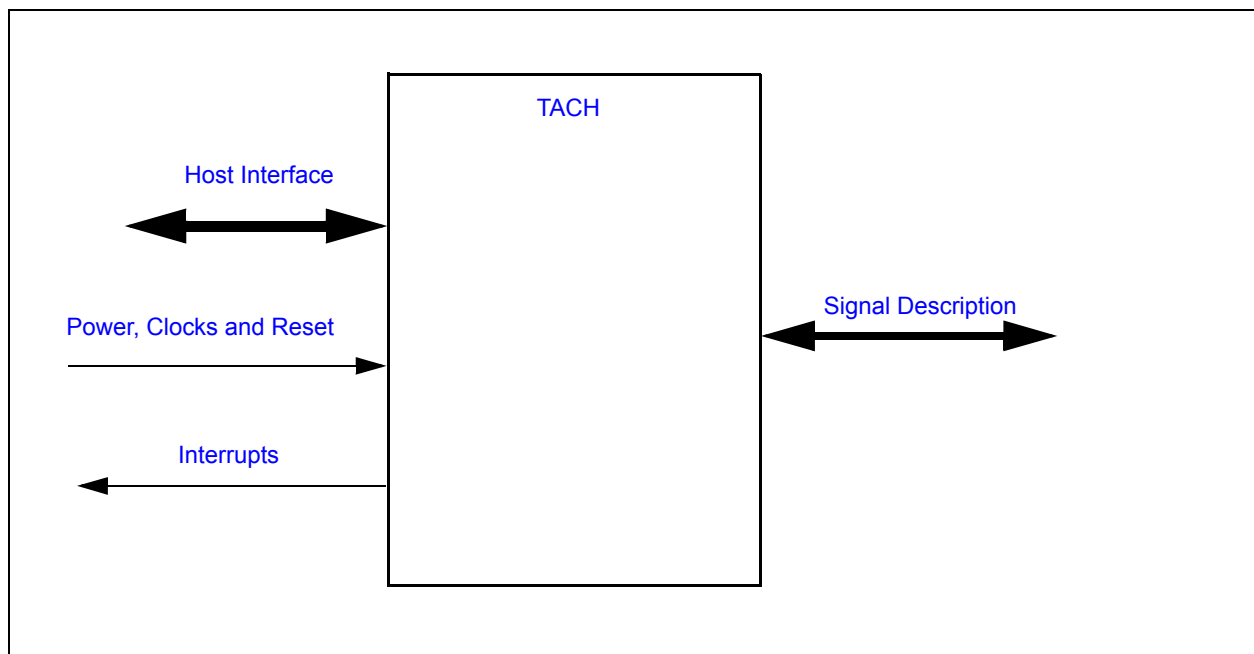 TACH
Host Interface
Signal Description
Power, Clocks and Reset
Interrupts